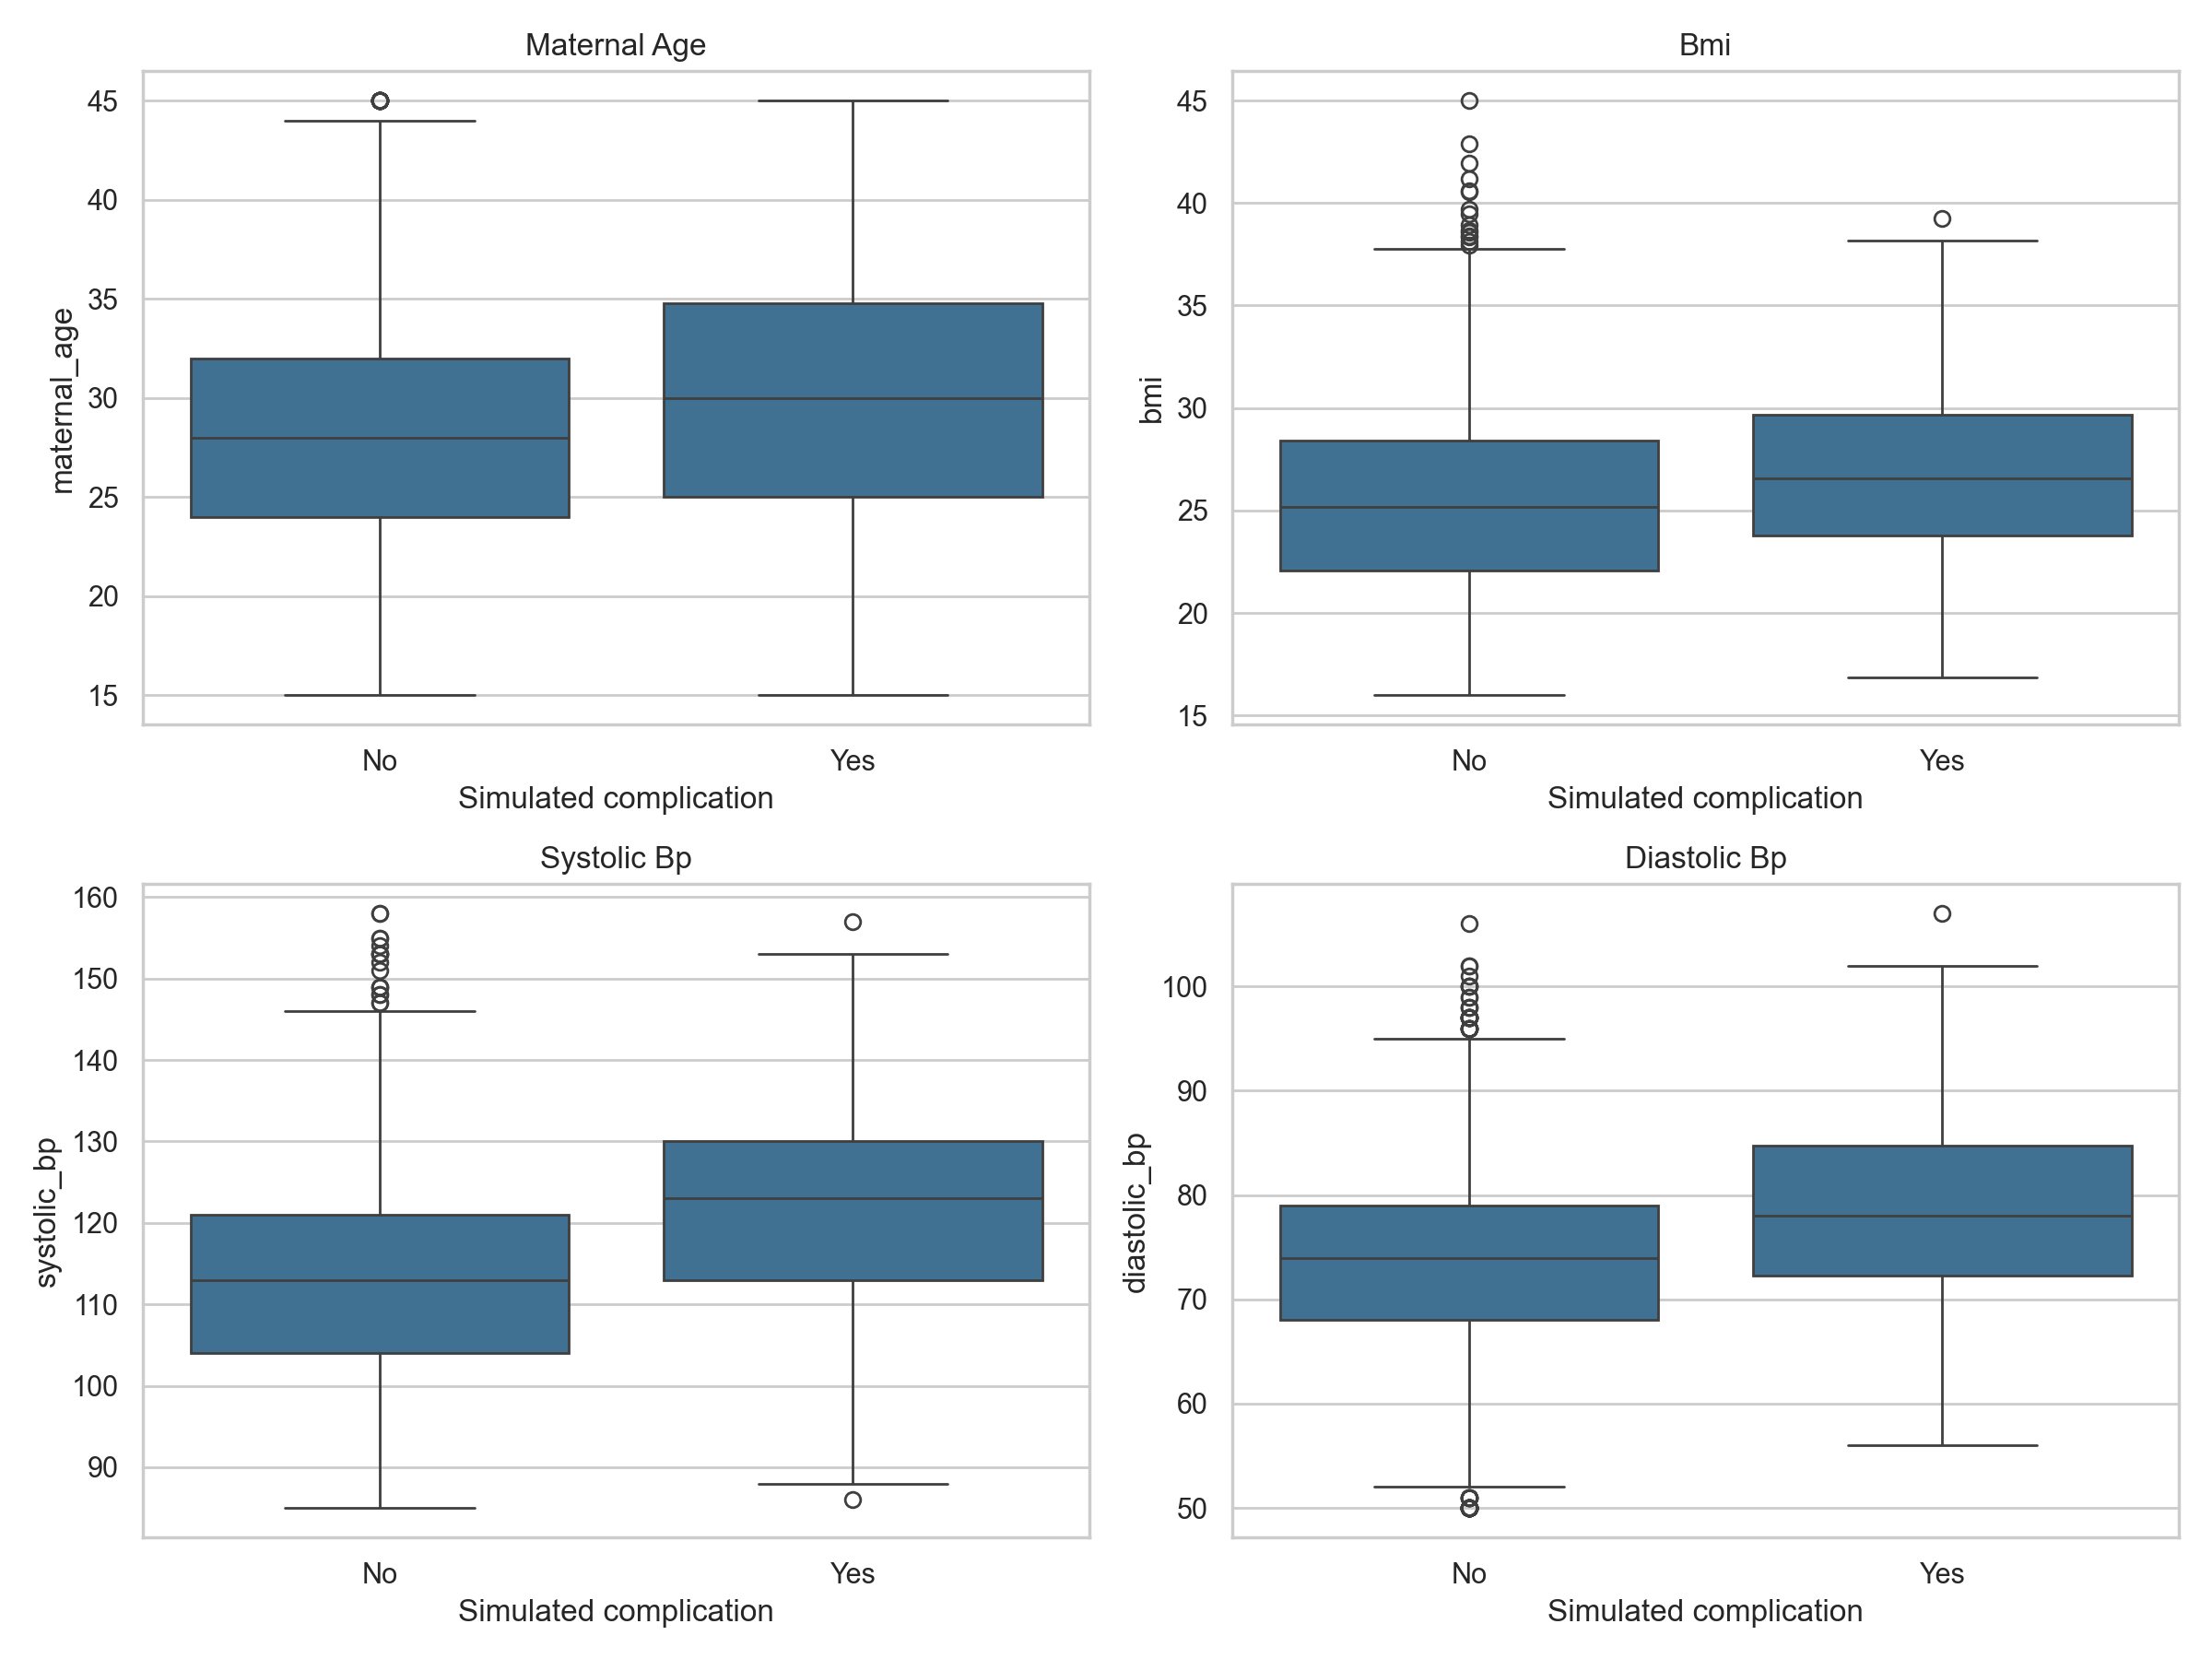 Maternal Age
45
40
35
30
25
20
15
maternal_age
No
Yes
Simulated complication
Bmi
45
40
35
30
25
20
15
bmi
No
Yes
Simulated complication
Systolic Bp
160
150
140
130
120
110
100
90
systolic_bp
No
Yes
Simulated complication
Diastolic Bp
100
90
80
70
60
50
diastolic_bp
No
Yes
Simulated complication